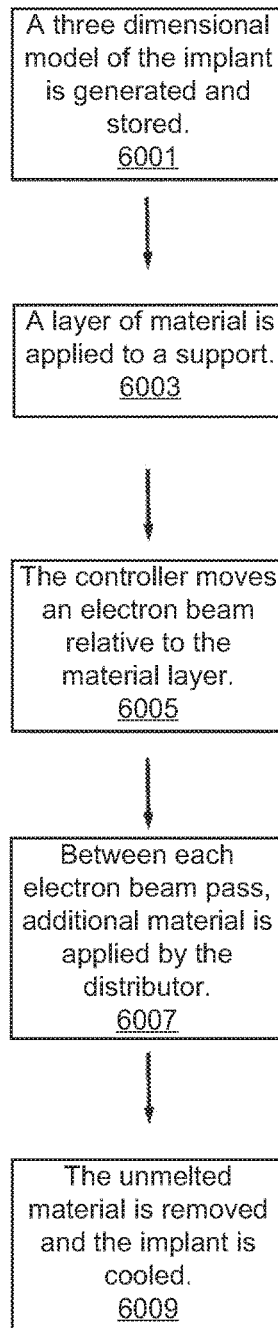 A three dimensional
model of the implant
is generated and
stored.
6001
A layer of material is
applied to a support.
6003
The controller moves
an electron beam
relative to the
material layer.
6005
Between each
electron beam pass,
additional material is
applied by the
distributor.
6007
The unmelted
material is removed
and the implant is
cooled.
6009